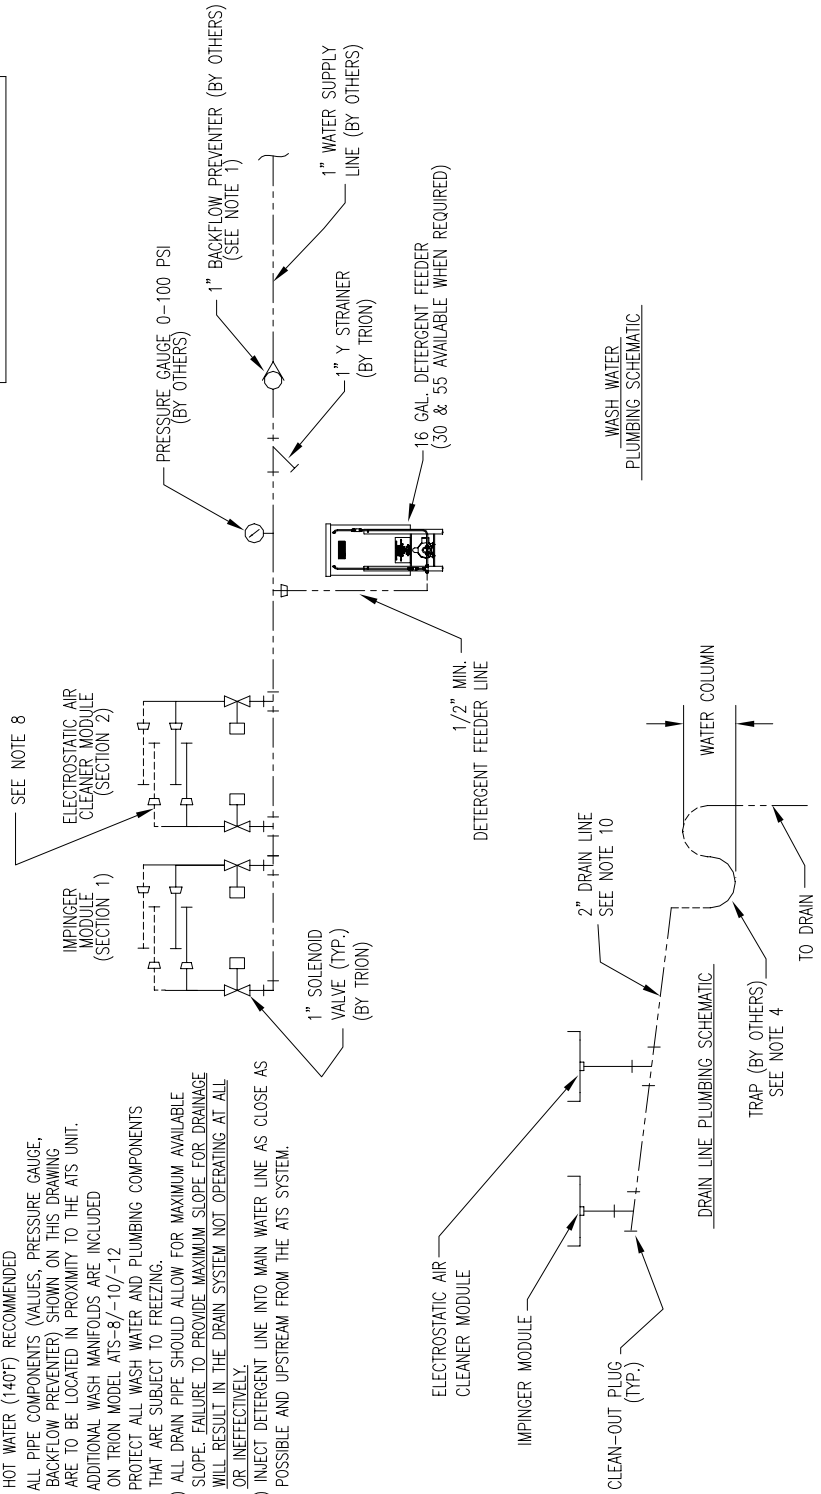 HOT WATER (140°F) RECOMMENDED
ALL PIPE COMPONENTS (VALUES, PRESSURE GAUGE,
BACKFLOW PREVENTER) SHOWN ON THIS DRAWING
ARE TO BE LOCATED IN PROXIMITY TO THE ATS UNIT.
ADDITIONAL WASH MANIFOLDS ARE INCLUDED
ON TRION MODEL ATS-8/-10/-12
PROTECT ALL WASH WATER AND PLUMBING COMPONENTS
THAT ARE SUBJECT TO FREEZING.
) ALL DRAIN PIPE SHOULD ALLOW FOR MAXIMUM AVAILABLE
SLOPE. FAILURE TO PROVIDE MAXIMUM SLOPE FOR DRAINAGE
WILL RESULT IN THE DRAIN SYSTEM NOT OPERATING AT ALL
OR INEFFECTIVELY.
) INJECT DETERGENT LINE INTO MAIN WATER LINE AS CLOSE AS
POSSIBLE AND UPSTREAM FROM THE ATS SYSTEM.
SEE NOTE 8
IMPINGER
MODULE
(SECTION 1)
ELECTROSTATIC AIR
CLEANER MODULE
(SECTION 2)
1" SOLENOID
VALVE (TYP.)
(BY TRION)
PRESSURE GAUGE 0-100 PSI
(BY OTHERS)
1" BACKFLOW PREVENTER (BY OTHERS)
(SEE NOTE 1)
1" WATER SUPPLY
LINE (BY OTHERS)
1" Y STRAINER
(BY TRION)
16 GAL. DETERGENT FEEDER
(30 & 55 AVAILABLE WHEN REQUIRED)
1/2" MIN.
DETERGENT FEEDER LINE
WASH WATER
PLUMBING SCHEMATIC
ELECTROSTATIC AIR
CLEANER MODULE
IMPINGER MODULE
CLEAN-OUT PLUG
(TYP.)
2" DRAIN LINE
SEE NOTE 10
WATER COLUMN
DRAIN LINE PLUMBING SCHEMATIC
TRAP (BY OTHERS)
SEE NOTE 4
TO DRAIN